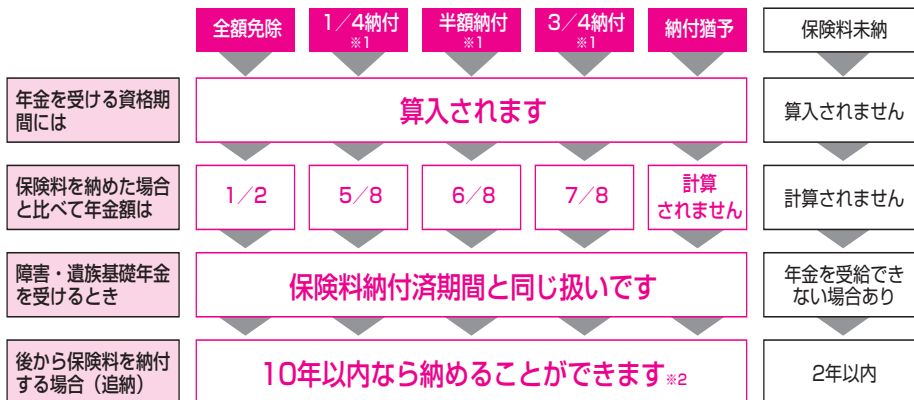 全額免除
1／4納付
※1
半額納付
※1
3／4納付
※1
納付猶予
保険料未納
年金を受ける資格期
間には
算入されます
算入されません
保険料を納めた場合
と比べて年金額は
1／2
5／8
6／8
7／8
計算
されません
計算されません
障害・遺族基礎年金
を受けるとき
保険料納付済期間と同じ扱いです
年金を受給でき
ない場合あり
後から保険料を納付
する場合（追納）
10年以内なら納めることができます※2
2年以内